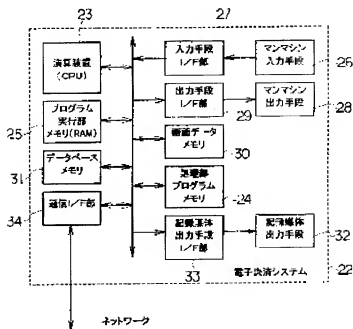 23
27
演算装置
(CPU)
入力手段
I/F部
マンマシン
入力手段
26
プログラム
実行部
メモリ(RAM)
25
出力手段
I/F部
29
マンマシン
出力手段
28
画面データ
メモリ
30
データベース
メモリ
31
処理部
プログラムメモリ
24
通信I/F部
34
記録媒体
出力手段
I/F部
33
記録媒体
出力手段
32
電子決済システム
22
ネットワーク